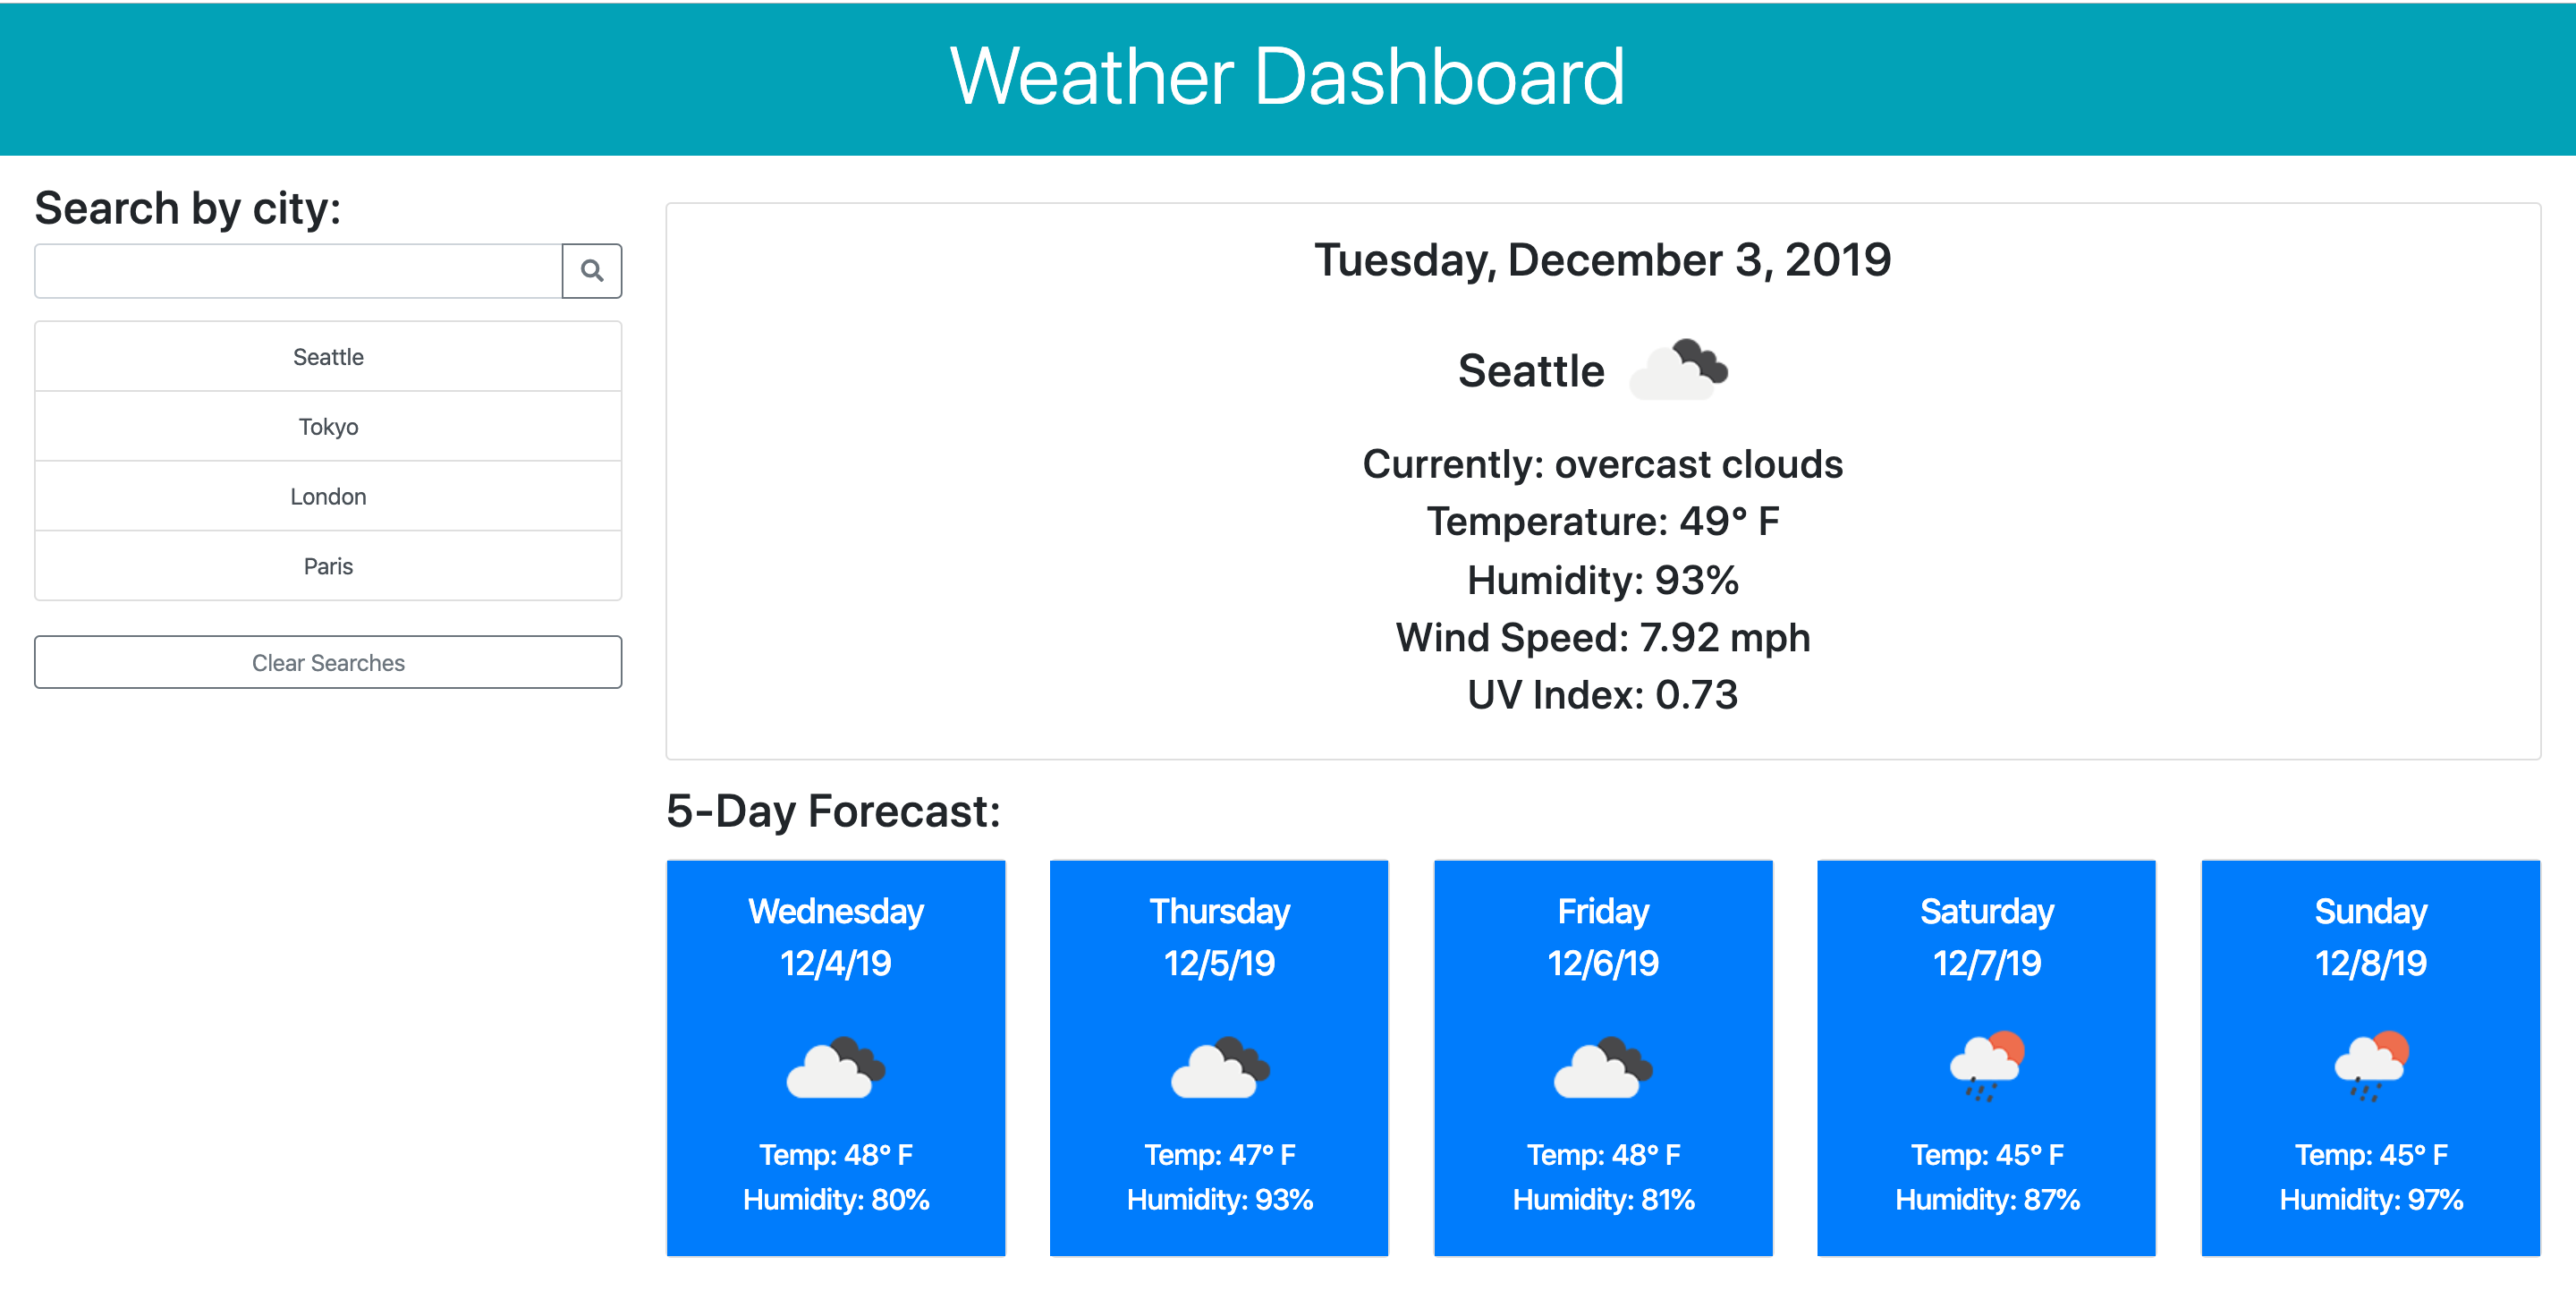 Weather Dashboard
Search by city:
Seattle
Tokyo
London
Paris
Clear Searches
Tuesday, December 3, 2019
Seattle
Currently: overcast clouds
Temperature: 49° F
Humidity: 93%
Wind Speed: 7.92 mph
UV Index: 0.73
5-Day Forecast:
Wednesday
12/4/19
Temp: 48° F
Humidity: 80%
Thursday
12/5/19
Temp: 47° F
Humidity: 93%
Friday
12/6/19
Temp: 48° F
Humidity: 81%
Saturday
12/7/19
Temp: 45° F
Humidity: 87%
Sunday
12/8/19
Temp: 45° F
Humidity: 97%